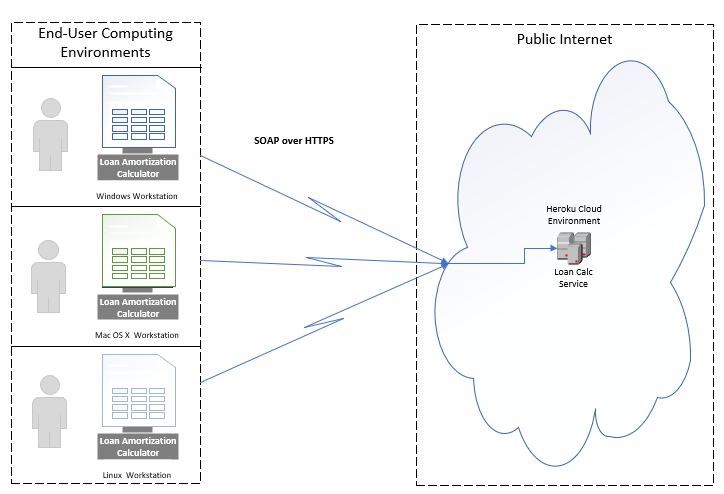 End-User Computing
Environments
Loan Amortization
Calculator
Windows Workstation
Loan Amortization
Calculator
Mac OS X Workstation
Loan Amortization
Calculator
Linux Workstation
SOAP over HTTPS
Public Internet
Heroku Cloud
Environment
Loan Calc
Service